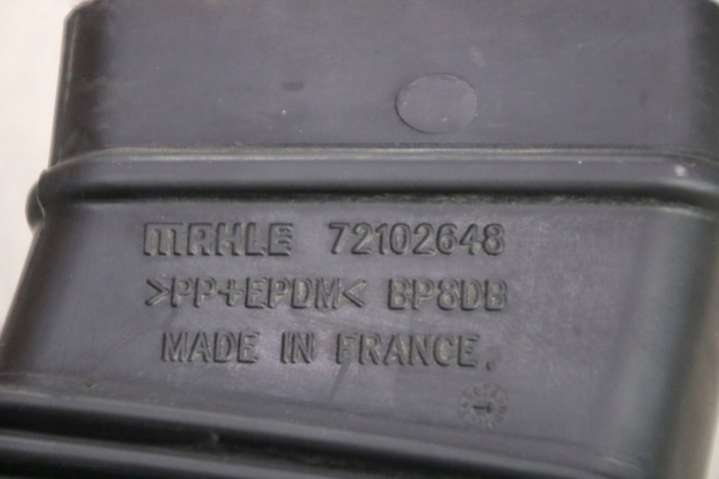 MAHLE 72102648
>PP+EPDM< BP8DB
MADE IN FRANCE.